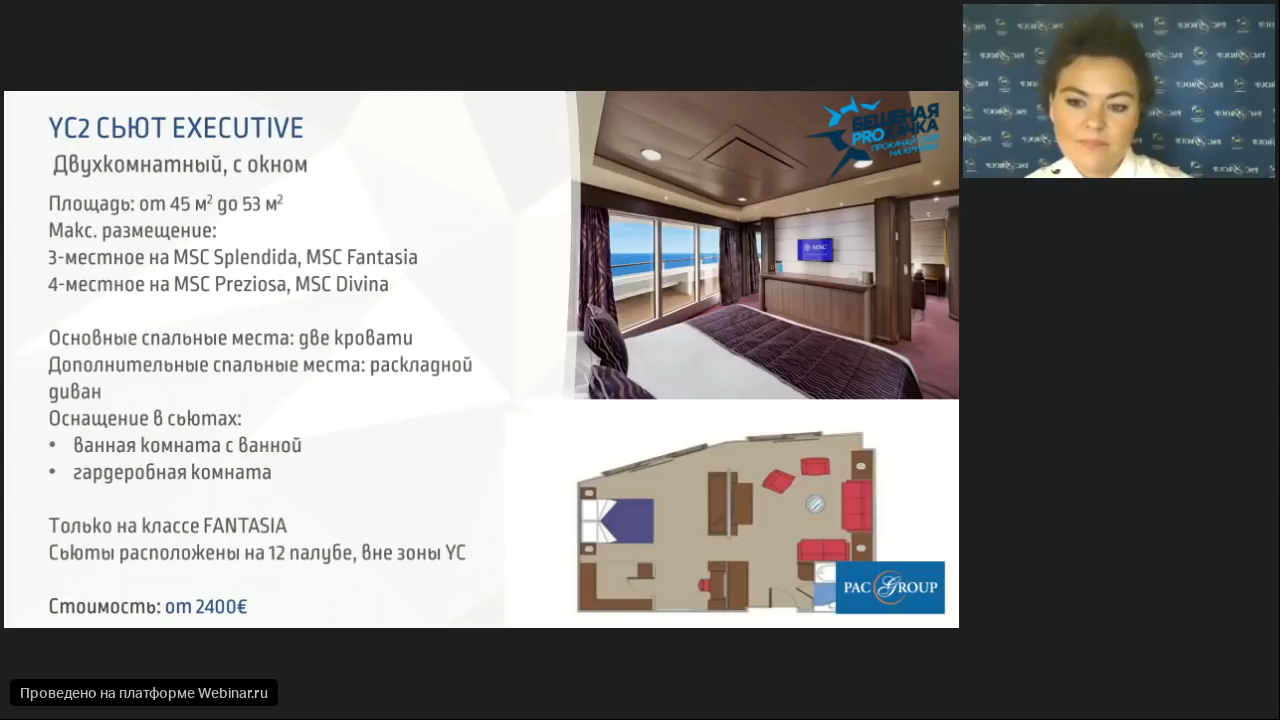 YC2 СЬЮТ EXECUTIVE
Двухкомнатный, с окном
Площадь: от 45 м² до 53 м²
Макс. размещение:
3-местное на MSC Splendida, MSC Fantasia
4-местное на MSC Preziosa, MSC Divina
Основные спальные места: две кровати
Дополнительные спальные места: раскладной
диван
Оснащение в сьютах:
• ванная комната с ванной
• гардеробная комната
Только на классе FANTASIA
Сьюты расположены на 12 палубе, вне зоны YC
Стоимость: от 2400€
БЕШЕНАЯ
PROКАЧКА
НА
MSC
PAC GROUP
Проведено на платформе Webinar.ru